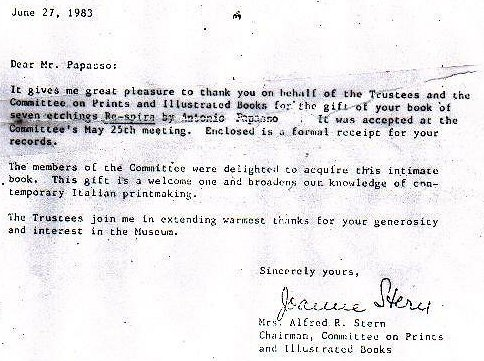 June 27, 1983
Dear Mr. Papasso:
It gives me great pleasure to thank you on behalf of the Trustees and the
Committee on Prints and Illustrated Books for the gift of your book of
seven etchings Re-spira by Antonio Papasso . It was accepted at the
Committee's May 25th meeting. Enclosed is a formal receipt for your
records.
The members of the Committee were delighted to acquire this intimate
book. This gift is a welcome one and broadens our knowledge of con-
temporary Italian printmaking.
The Trustees join me in extending warmest thanks for your generosity
and interest in the Museum.
Sincerely yours,
Jeanne Stern
Mrs. Alfred R. Stern
Chairman, Committee on Prints
and Illustrated Books